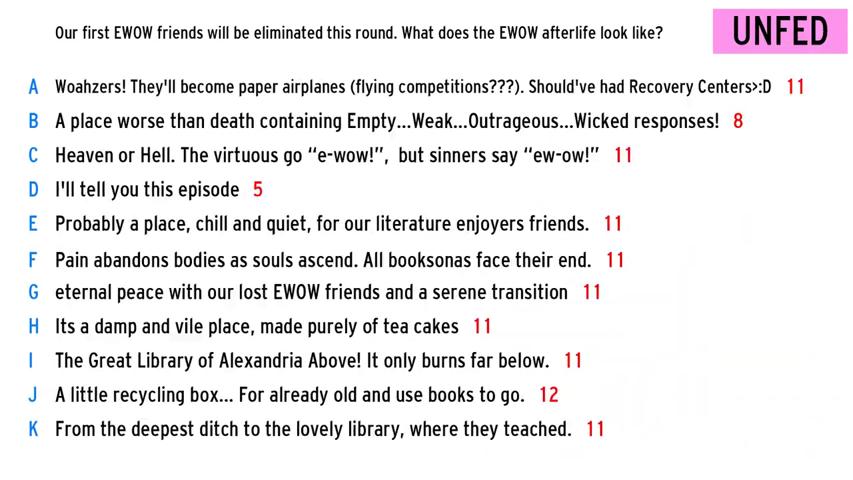 Our first EWOW friends will be eliminated this round. What does the EWOW afterlife look like?
UNFED
A Woahzers! They'll become paper airplanes (flying competitions???). Should've had Recovery Centers>:D 11
B A place worse than death containing Empty...Weak...Outrageous...Wicked responses! 8
C Heaven or Hell. The virtuous go “e-wow!”, but sinners say “ew-ow!” 11
D I'll tell you this episode 5
E Probably a place, chill and quiet, for our literature enjoyers friends. 11
F Pain abandons bodies as souls ascend. All booksonas face their end. 11
G eternal peace with our lost EWOW friends and a serene transition 11
H Its a damp and vile place, made purely of tea cakes 11
I The Great Library of Alexandria Above! It only burns far below. 11
J A little recycling box... For already old and use books to go. 12
K From the deepest ditch to the lovely library, where they teached. 11